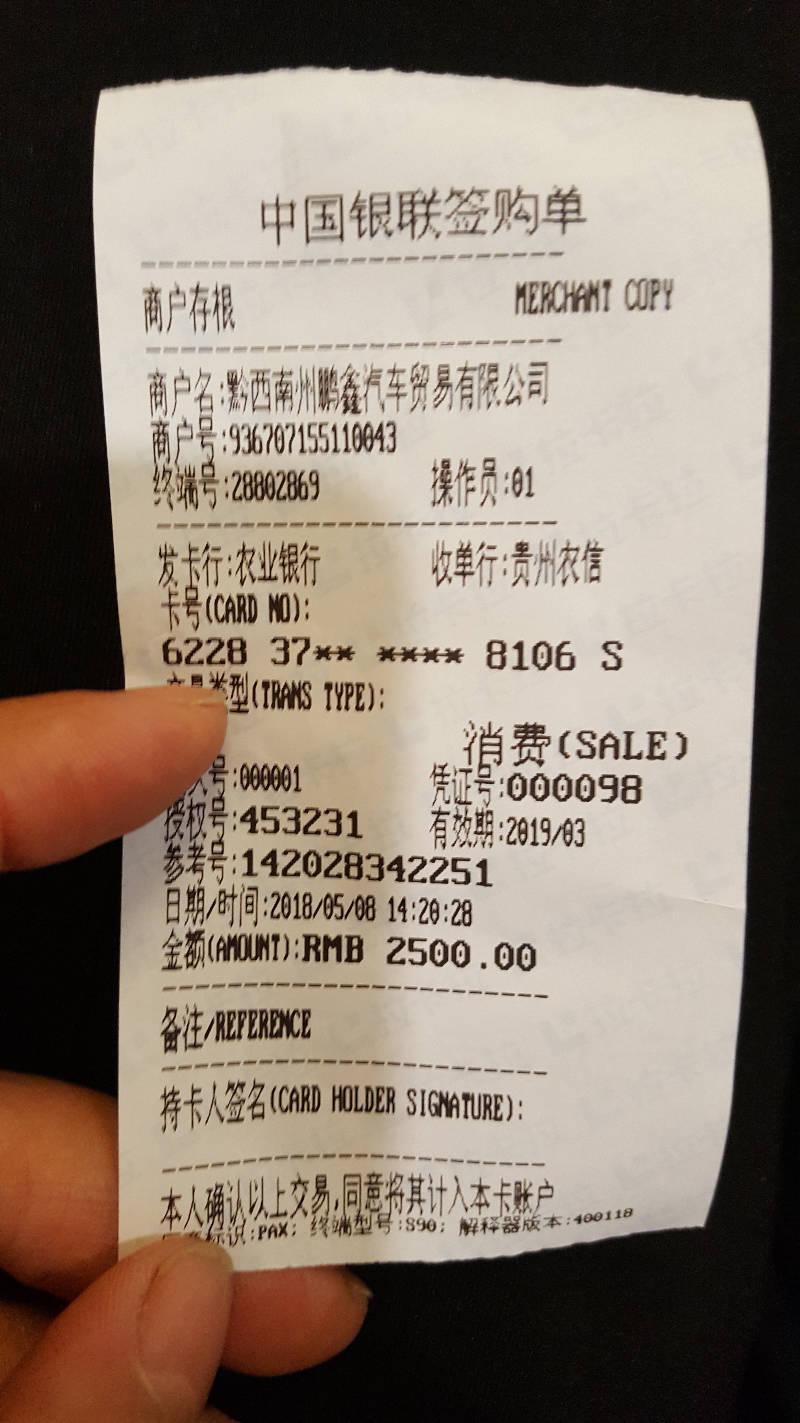 中国银联签购单
商户存根 MERCHANT COPY
商户名:黔西南州鹏鑫汽车贸易有限公司
商户号:936707155110043
终端号:28802869 操作员:01
发卡行:农业银行 收单行:贵州农信
卡号(CARD NO):
6228 37** **** 8106 S
类型(TRANS TYPE):
消费(SALE)
号:000001 凭证号:000098
授权号:453231 有效期:2019/03
参考号:142028342251
日期/时间:2018/05/08 14:20:28
金额(AMOUNT):RMB 2500.00
备注/REFERENCE
持卡人签名(CARD HOLDER SIGNATURE):
本人确认以上交易,同意将其计入本卡账户
标识:PAX; 终端型号:S90; 解释器版本:400118